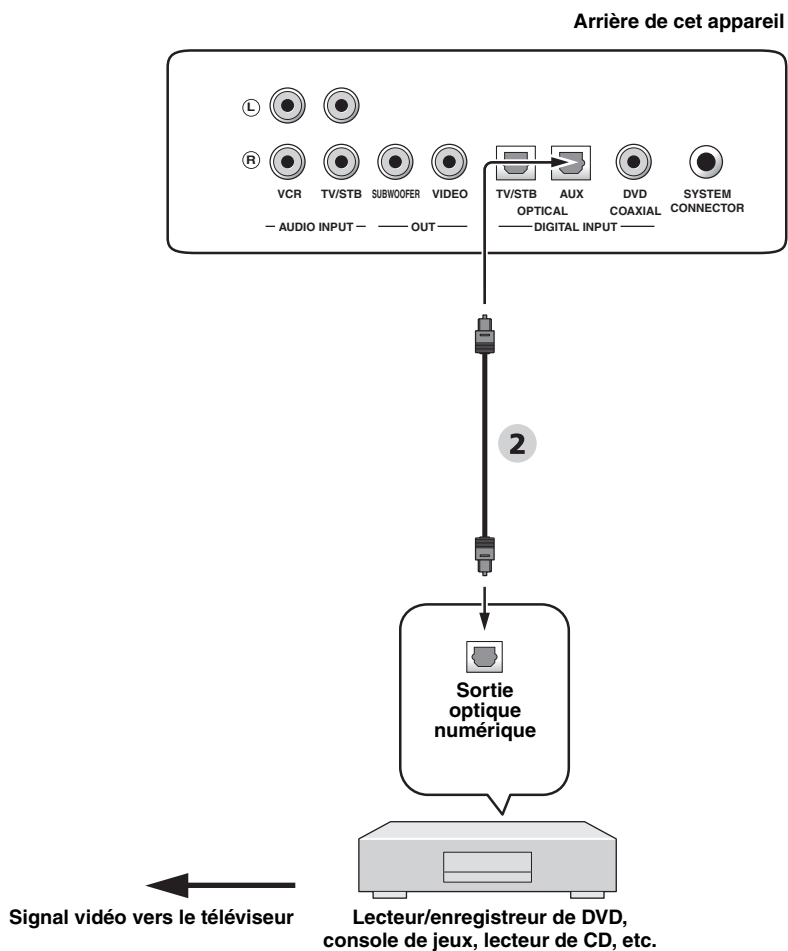 Arrière de cet appareil
L
R
VCR TV/STB SUBWOOFER VIDEO TV/STB AUX DVD SYSTEM
OPTICAL COAXIAL CONNECTOR
AUDIO INPUT OUT DIGITAL INPUT
2
Sortie
optique
numérique
Signal vidéo vers le téléviseur
Lecteur/enregistreur de DVD,
console de jeux, lecteur de CD, etc.